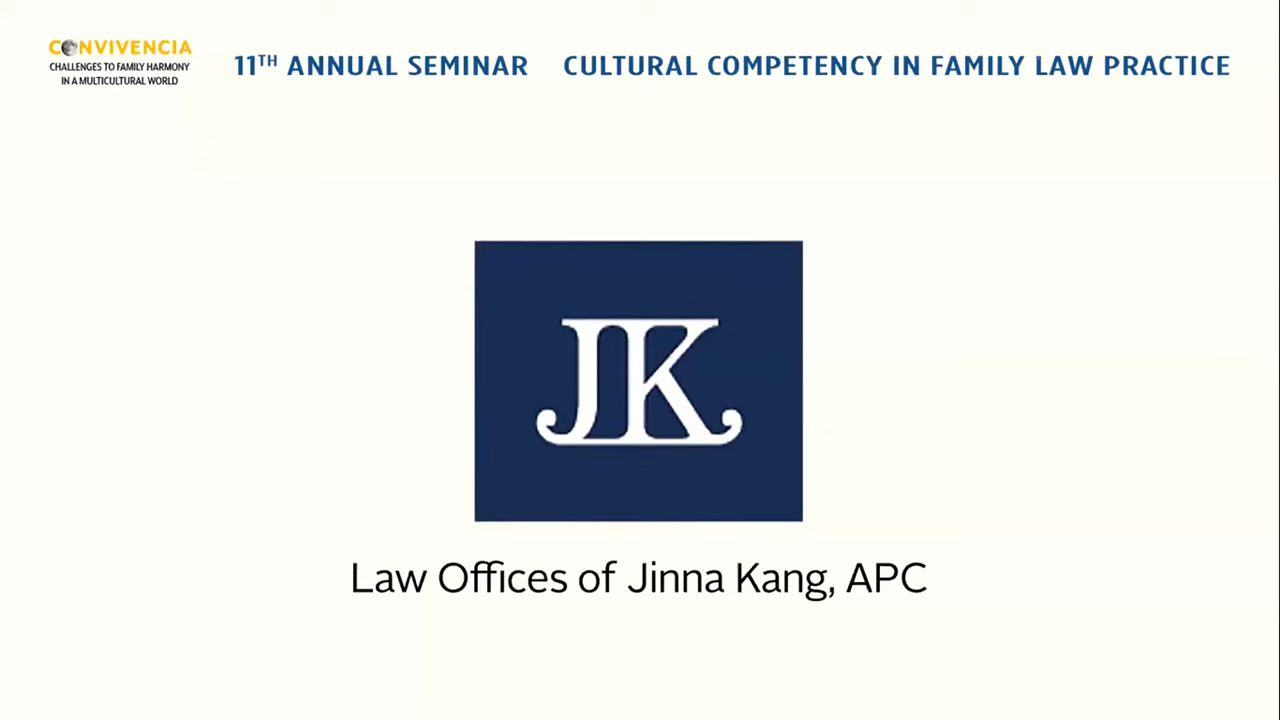 CONVIVENCIA
CHALLENGES TO FAMILY HARMONY
IN A MULTICULTURAL WORLD
11TH ANNUAL SEMINAR CULTURAL COMPETENCY IN FAMILY LAW PRACTICE
JK
Law Offices of Jinna Kang, APC